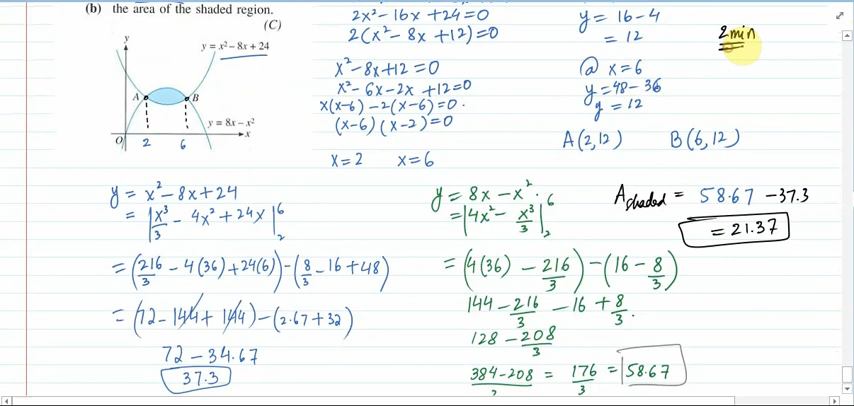 (b) the area of the shaded region.
(C)
y
y = x² – 8x + 24
A
B
y = 8x – x²
O
2
6
x
2x² – 16x + 24 = 0
2(x² – 8x + 12) = 0
x² – 8x + 12 = 0
x² – 6x – 2x + 12 = 0
x(x–6) – 2(x–6) = 0.
(x–6)(x–2) = 0
x = 2 x = 6
y = 16 – 4
= 12
@ x = 6
y = 48 – 36
y = 12
A(2,12) B(6,12)
2min
y = x² – 8x + 24
= |x³/3 – 4x² + 24x|₂⁶
= (216/3 – 4(36) + 24(6)) – (8/3 – 16 + 48)
= (72 – 144 + 144) – (2.67 + 32)
72 – 34.67
37.3
y = 8x – x².
= |4x² – x³/3|₂⁶
= (4(36) – 216/3) – (16 – 8/3)
144 – 216/3 – 16 + 8/3.
128 – 208/3
384 – 208 = 176/3 = 58.67
A shaded = 58.67 – 37.3
= 21.37